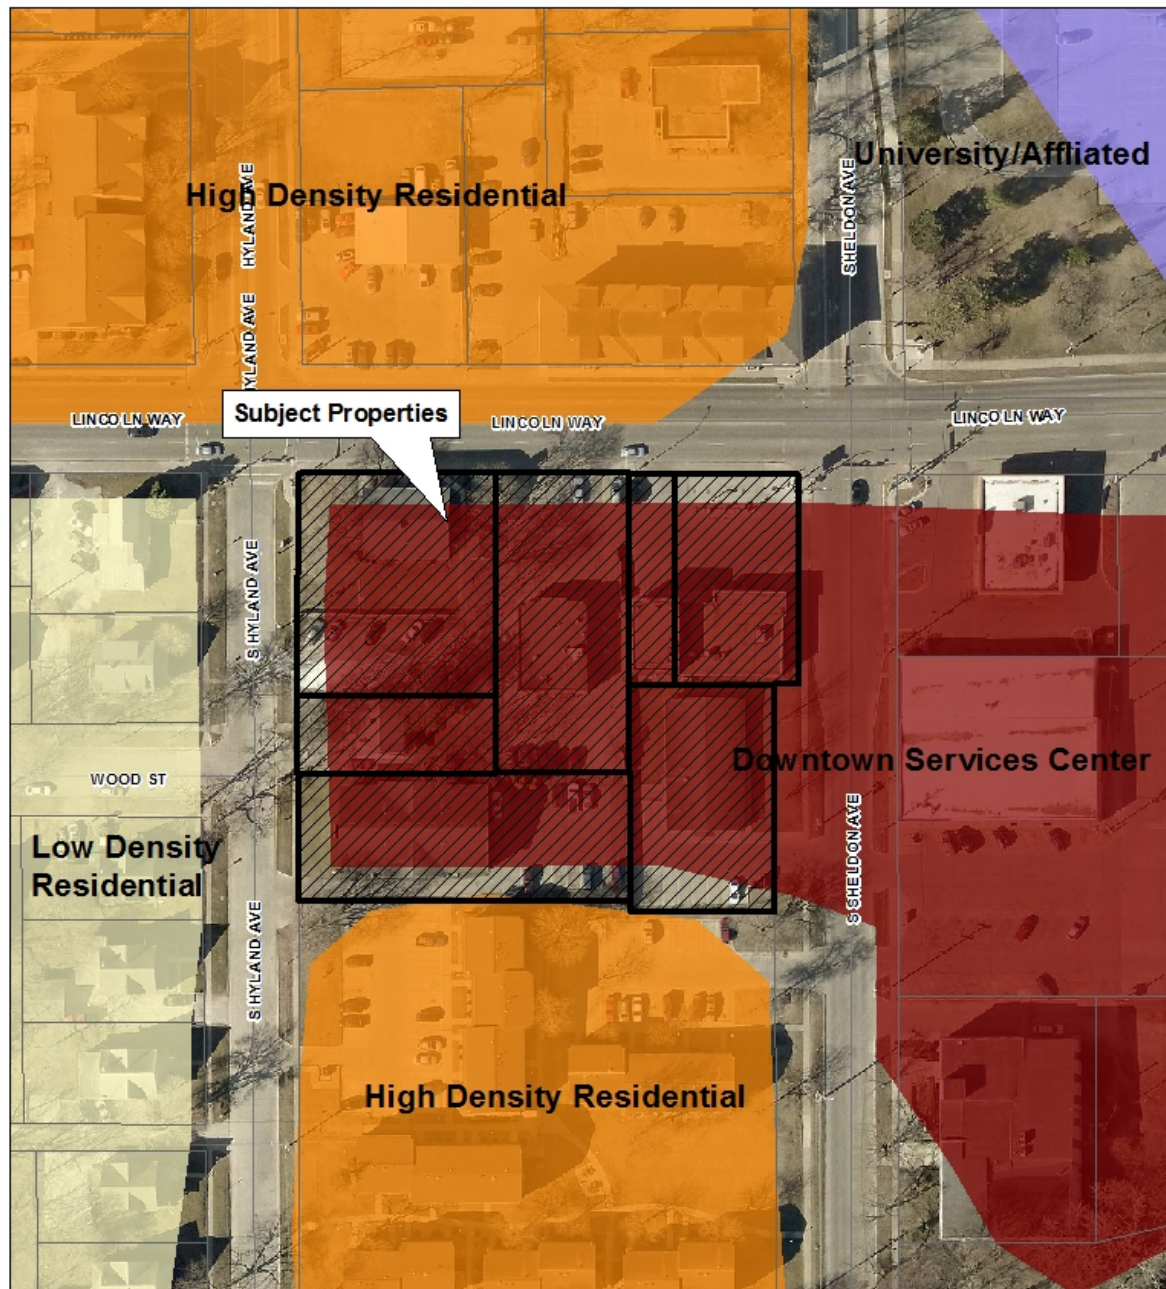 University/Affliated
High Density Residential
HYLAND AVE
SHELDON AVE
HYLAND AVE
Subject Properties
LINCOLN WAY
LINCOLN WAY
LINCOLN WAY
S HYLAND AVE
Downtown Services Center
WOOD ST
Low Density
Residential
S SHELDON AVE
S HYLAND AVE
High Density Residential